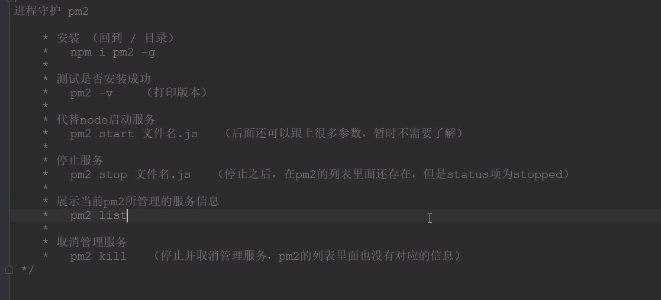 进程守护 pm2
* 安装 （回到 / 目录）
* npm i pm2 -g
*
* 测试是否安装成功
* pm2 -v （打印版本）
*
* 代替node启动服务
* pm2 start 文件名.js （后面还可以跟上很多参数，暂时不需要了解）
*
* 停止服务
* pm2 stop 文件名.js （停止之后，在pm2的列表里面还存在，但是status项为stopped）
*
* 展示当前pm2所管理的服务信息
* pm2 list
*
* 取消管理服务
* pm2 kill （停止并取消管理服务，pm2的列表里面也没有对应的信息）
*/